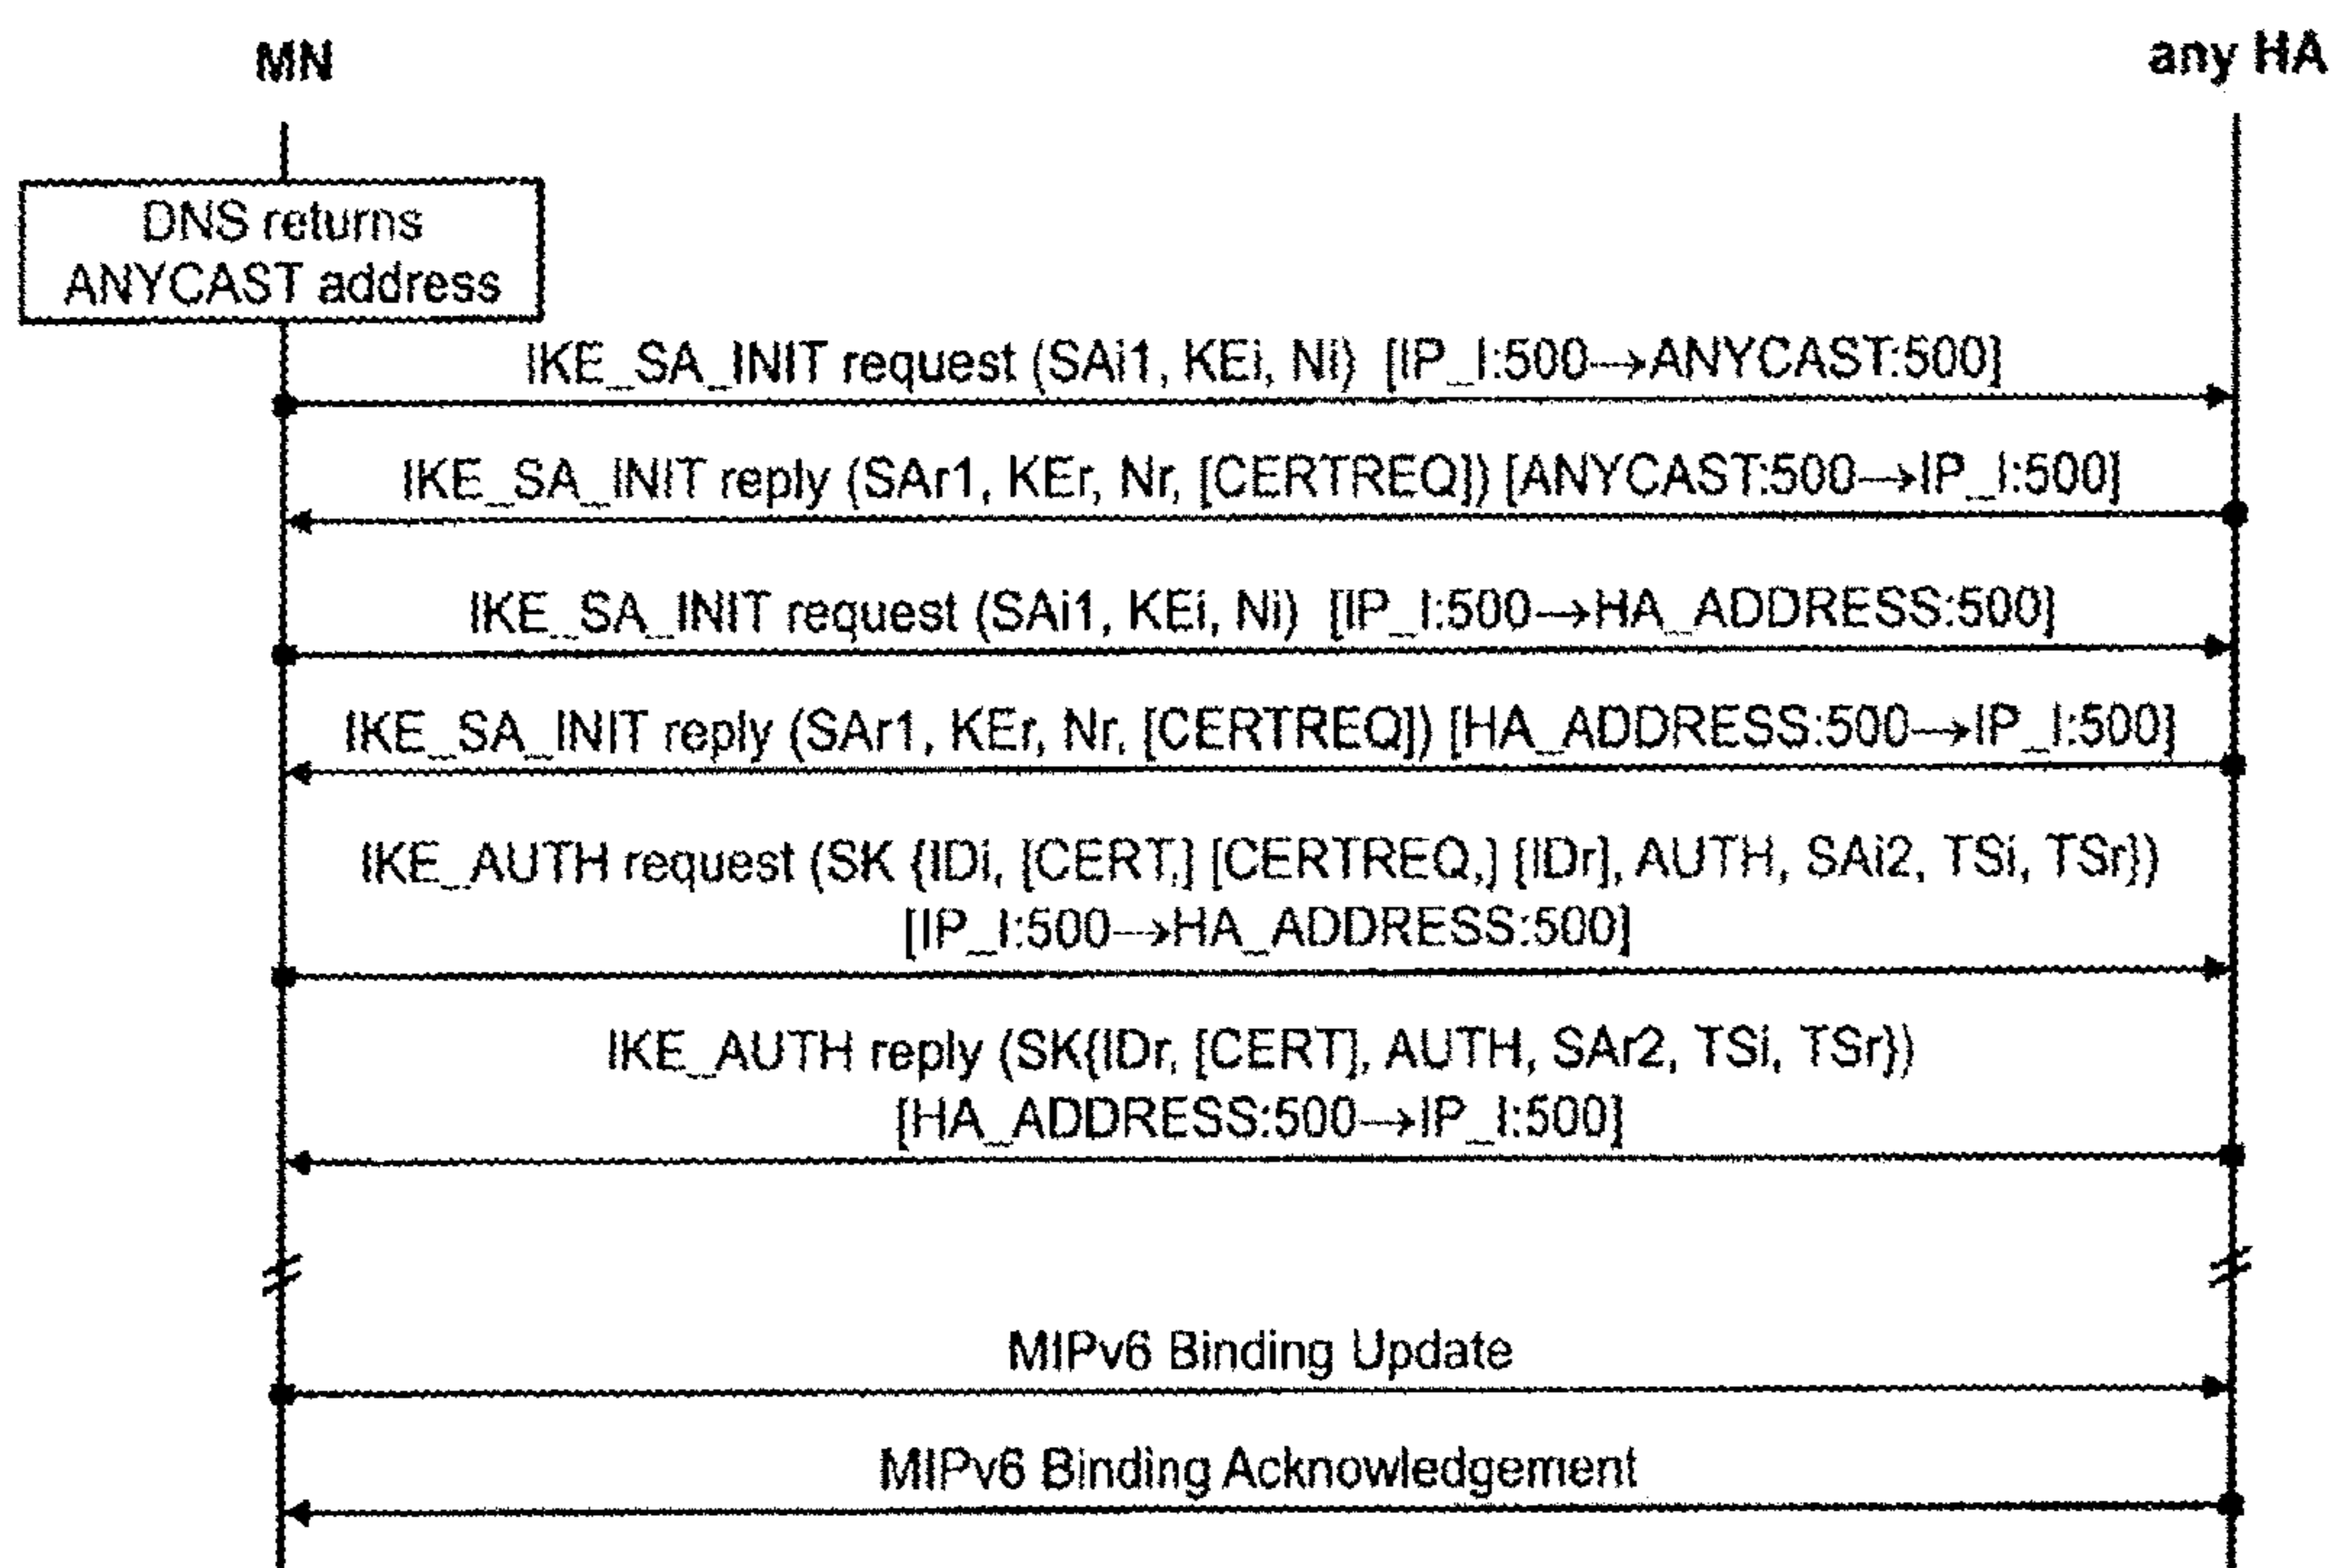 MN
any HA
DNS returns
ANYCAST address
IKE_SA_INIT request (SAi1, KEi, Ni) [IP_I:500→ANYCAST:500]
IKE_SA_INIT reply (SAr1, KEr, Nr, [CERTREQ]) [ANYCAST:500→IP_I:500]
IKE_SA_INIT request (SAi1, KEi, Ni) [IP_I:500→HA_ADDRESS:500]
IKE_SA_INIT reply (SAr1, KEr, Nr, [CERTREQ]) [HA_ADDRESS:500→IP_I:500]
IKE_AUTH request (SK {IDi, [CERT,] [CERTREQ,] [IDr], AUTH, SAi2, TSi, TSr})
[IP_I:500→HA_ADDRESS:500]
IKE_AUTH reply (SK{IDr, [CERT], AUTH, SAr2, TSi, TSr})
[HA_ADDRESS:500→IP_I:500]
MIPv6 Binding Update
MIPv6 Binding Acknowledgement